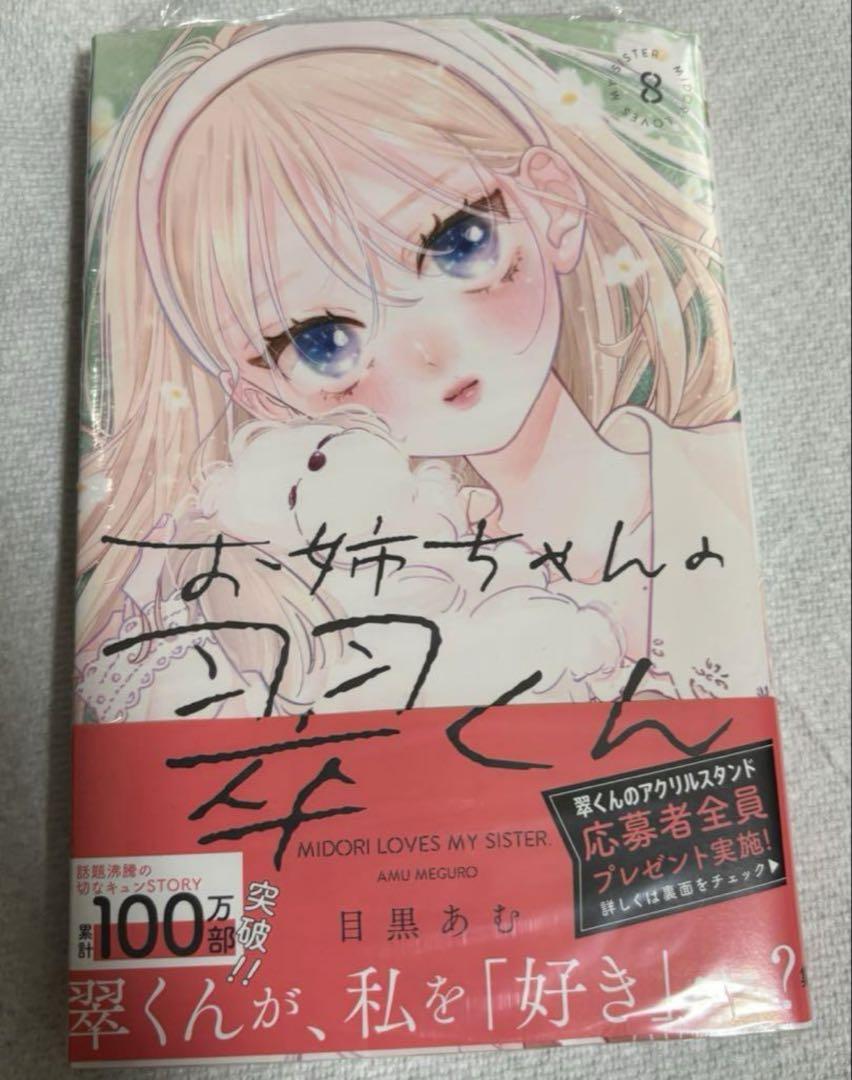 MIDORI LOVES MY SISTER
8
お姉ちゃんの
翠くん
MIDORI LOVES MY SISTER.
AMU MEGURO
目黒あむ
翠くんのアクリルスタンド
応募者全員
プレゼント実施!
詳しくは裏面をチェック▶
話題沸騰の
切なキュンSTORY
累計100万部
突破!!
翠くんが、私を「好き」
?